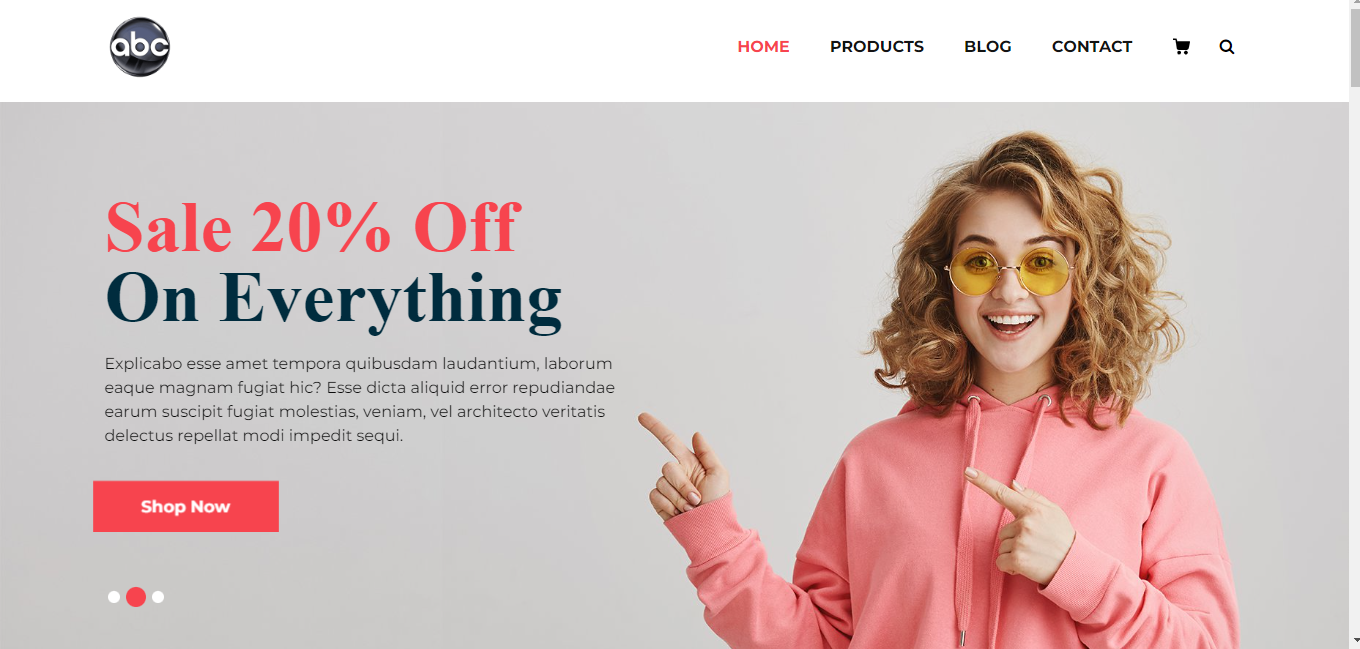 abc
HOME
PRODUCTS
BLOG
CONTACT
Sale 20% Off
On Everything
Explicabo esse amet tempora quibusdam laudantium, laborum
eaque magnam fugiat hic? Esse dicta aliquid error repudiandae
earum suscipit fugiat molestias, veniam, vel architecto veritatis
delectus repellat modi impedit sequi.
Shop Now